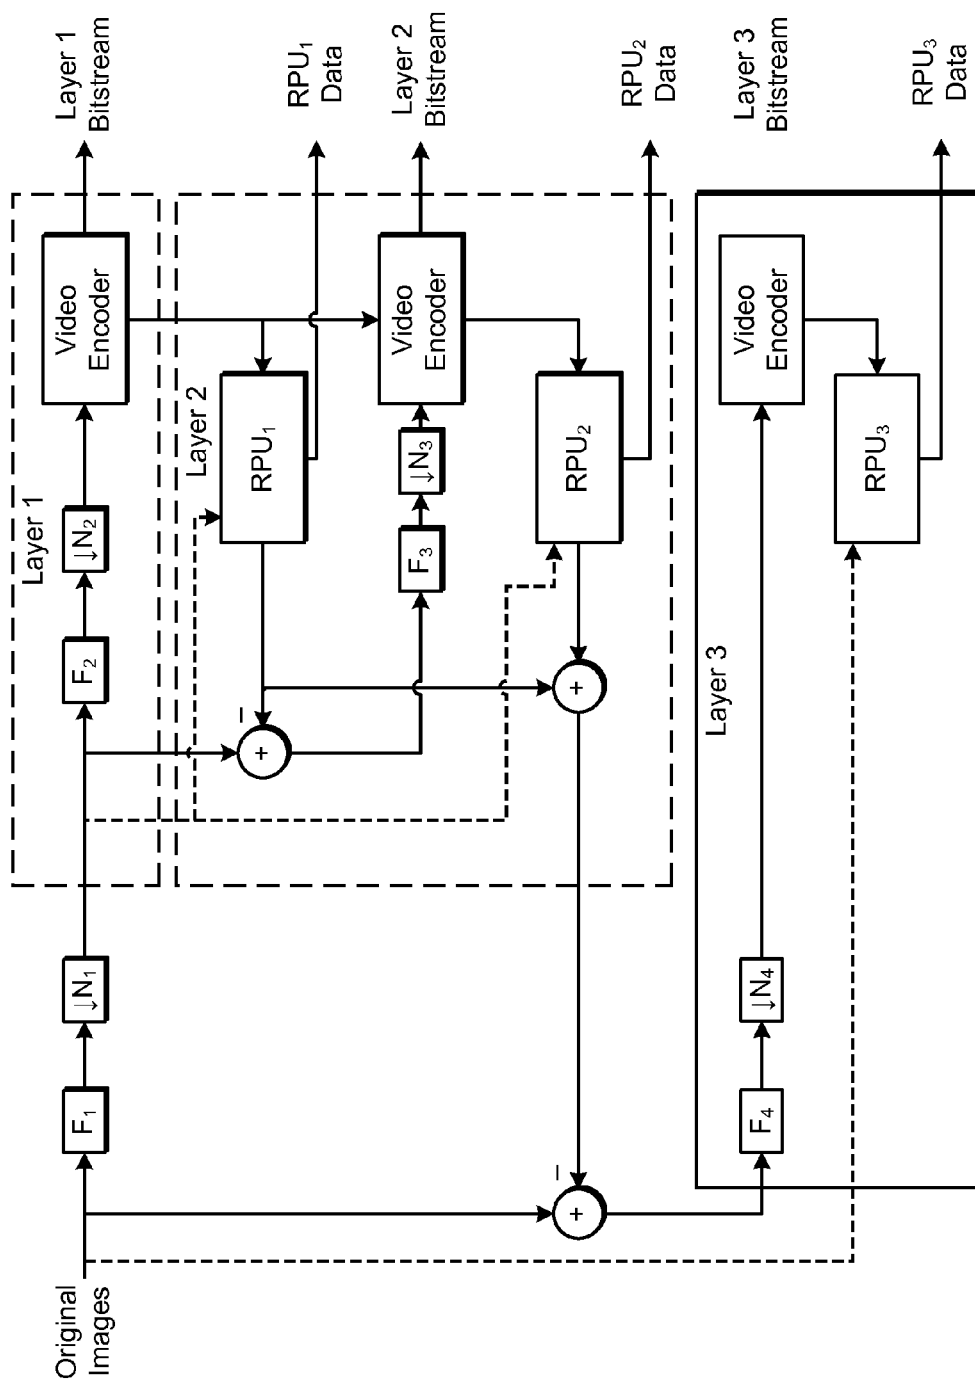 Original
Images
F₁
↓N₁
Layer 1
F₂
↓N₂
Video
Encoder
Layer 1
Bitstream
Layer 2
RPU₁
RPU₁
Data
+
−
F₃
↓N₃
Video
Encoder
Layer 2
Bitstream
RPU₂
RPU₂
Data
+
+
−
Layer 3
F₄
↓N₄
Video
Encoder
Layer 3
Bitstream
RPU₃
RPU₃
Data